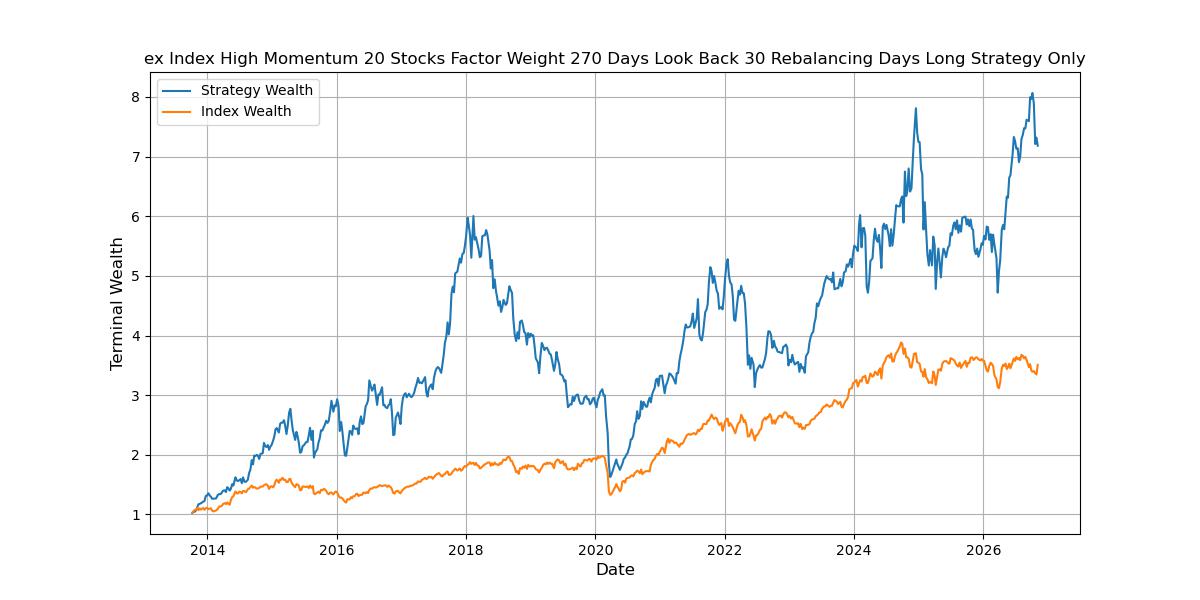 ex Index High Momentum 20 Stocks Factor Weight 270 Days Look Back 30 Rebalancing Days Long Strategy Only
Strategy Wealth
Index Wealth
Terminal Wealth
8
7
6
5
4
3
2
1
2014 2016 2018 2020 2022 2024 2026
Date